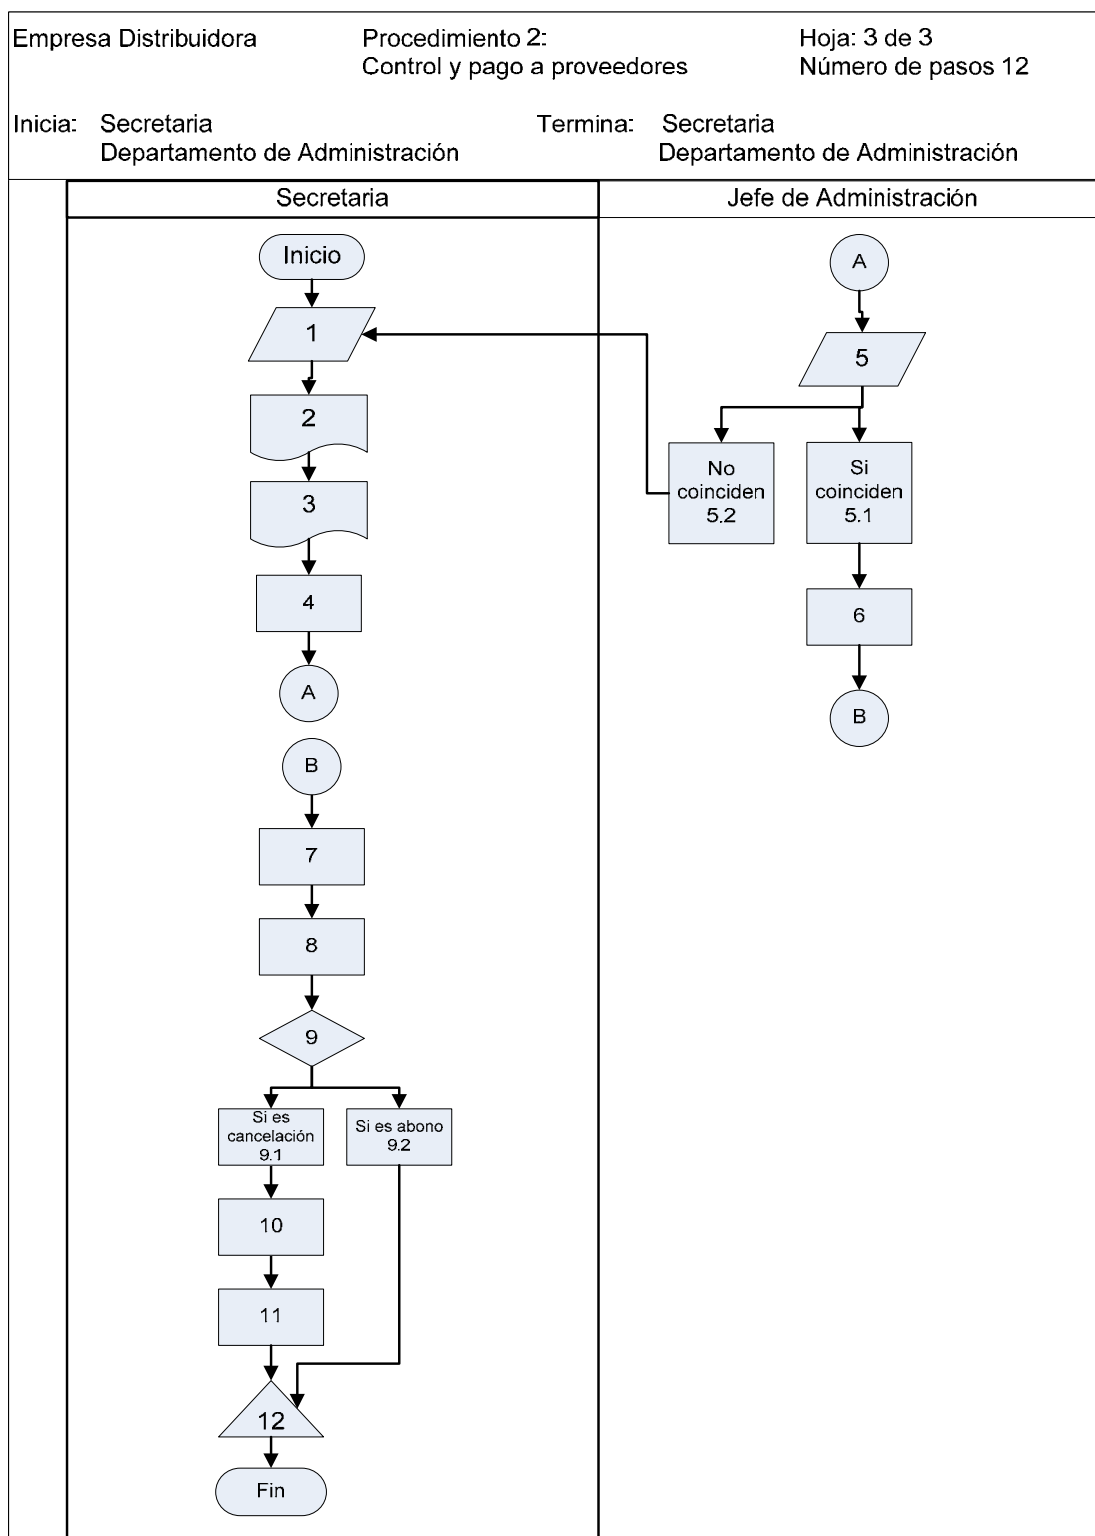 Empresa Distribuidora
Procedimiento 2:
Control y pago a proveedores
Hoja: 3 de 3
Número de pasos 12
Inicia: Secretaria
Departamento de Administración
Termina: Secretaria
Departamento de Administración
Secretaria
Jefe de Administración
Inicio
1
2
3
4
A
B
7
8
9
Si es
cancelación
9.1
Si es abono
9.2
10
11
12
Fin
A
5
No
coinciden
5.2
Si
coinciden
5.1
6
B